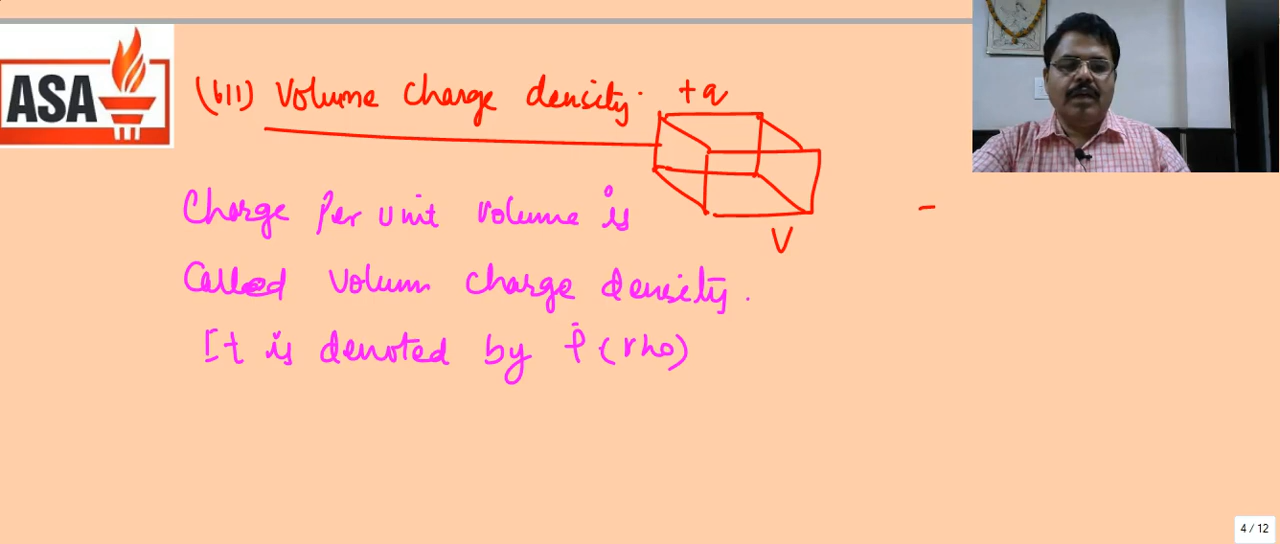 ASA
(iii) Volume charge density. +q
Charge per unit volume is
V
Called volum charge density.
It is denoted by ρ (rho)
4 / 12